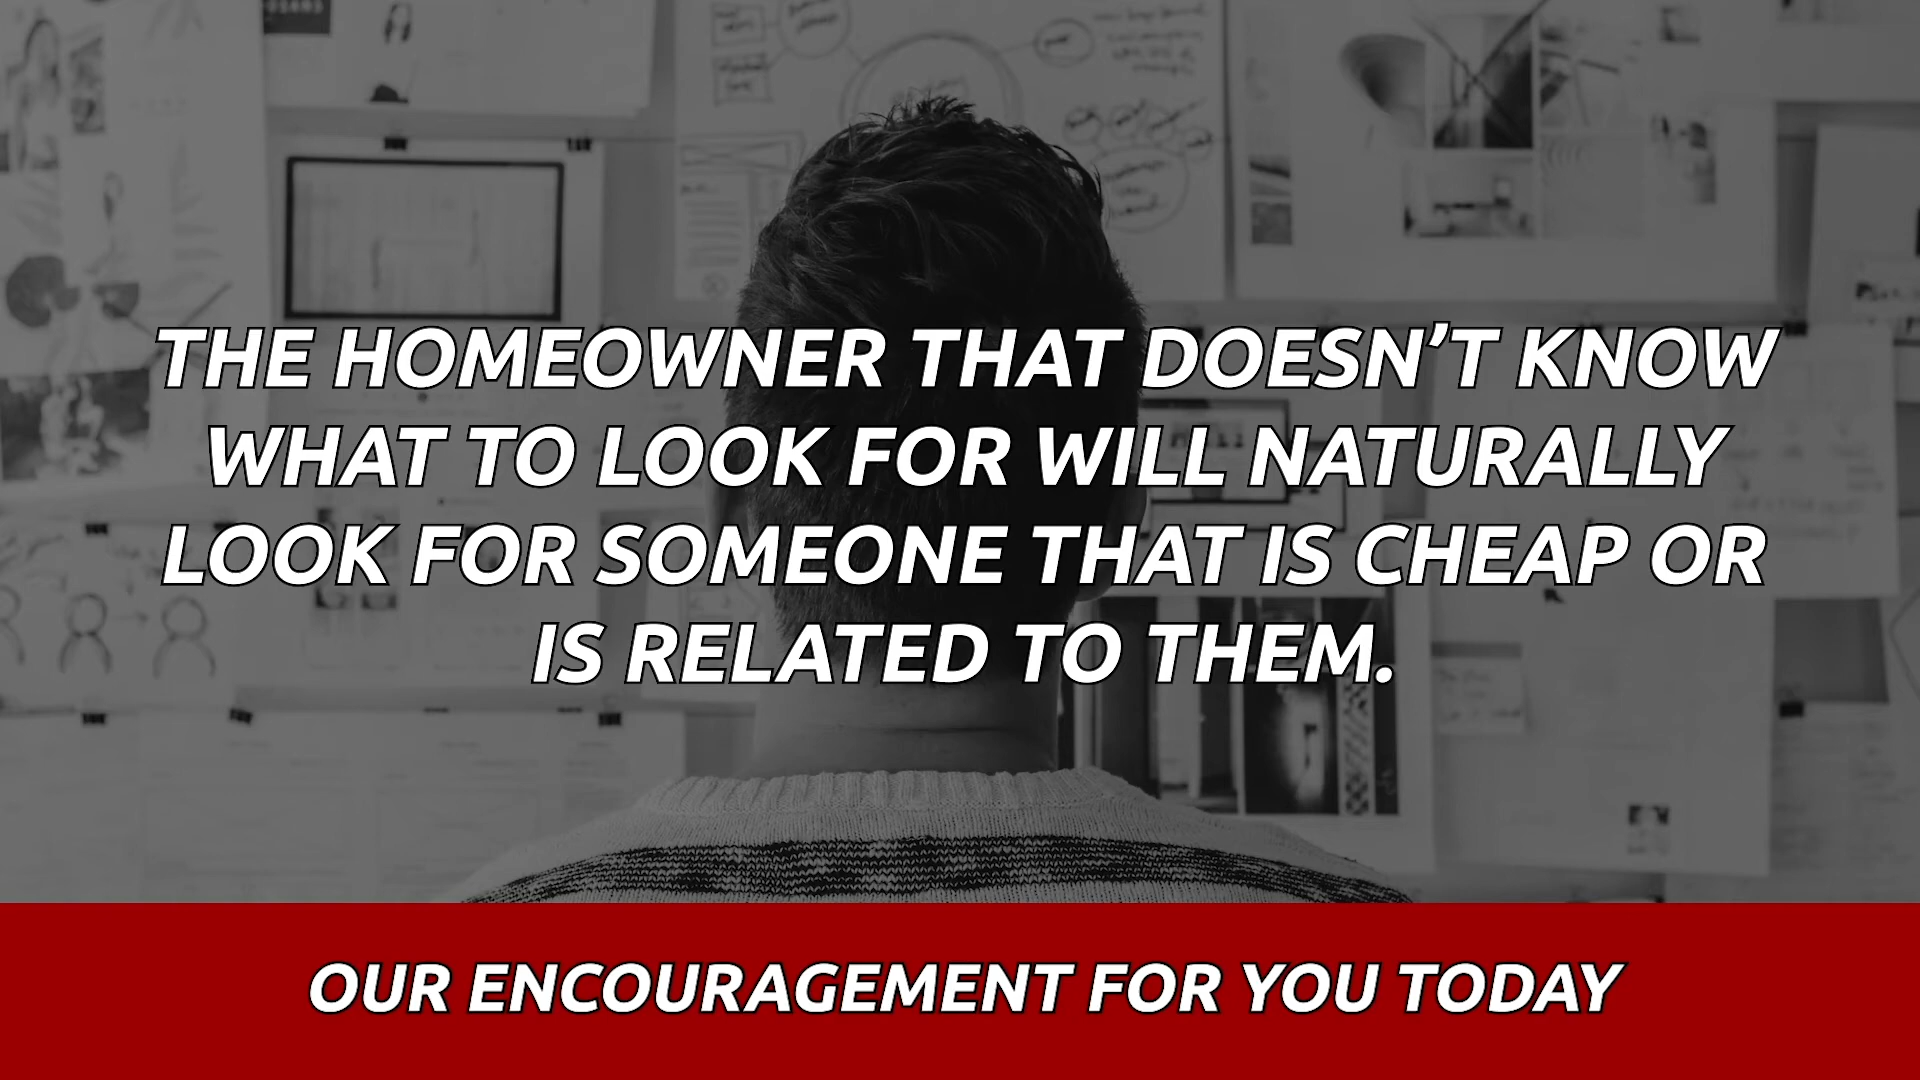 THE HOMEOWNER THAT DOESN’T KNOW
WHAT TO LOOK FOR WILL NATURALLY
LOOK FOR SOMEONE THAT IS CHEAP OR
IS RELATED TO THEM.
OUR ENCOURAGEMENT FOR YOU TODAY